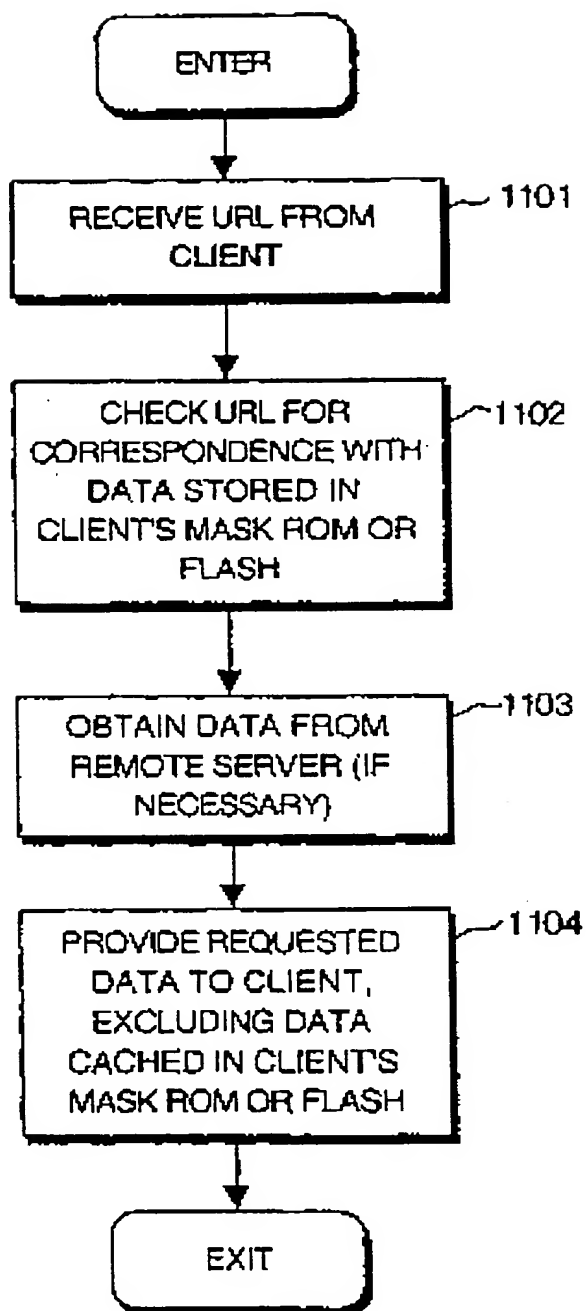 ENTER
RECEIVE URL FROM
CLIENT
1101
CHECK URL FOR
CORRESPONDENCE WITH
DATA STORED IN
CLIENT'S MASK ROM OR
FLASH
1102
OBTAIN DATA FROM
REMOTE SERVER (IF
NECESSARY)
1103
PROVIDE REQUESTED
DATA TO CLIENT,
EXCLUDING DATA
CACHED IN CLIENT'S
MASK ROM OR FLASH
1104
EXIT